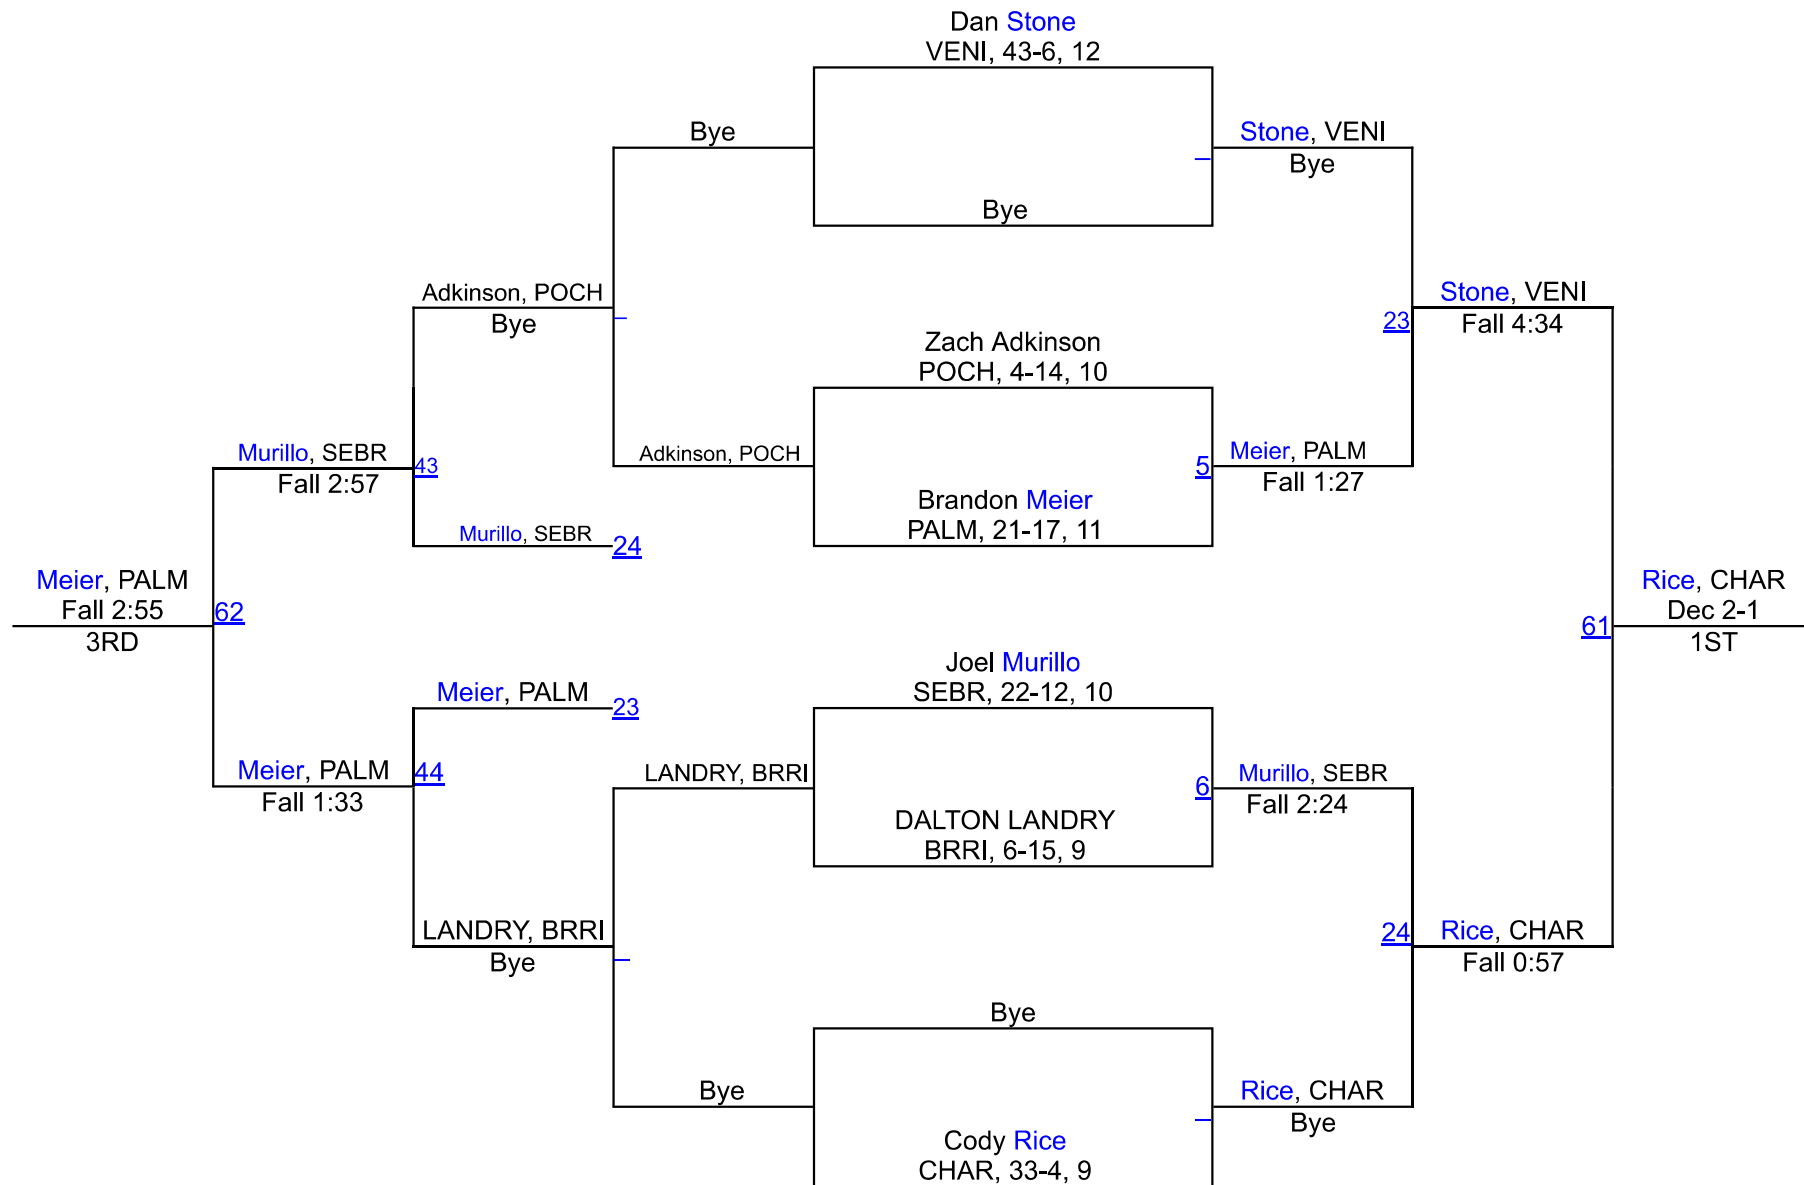 Dan Stone
VENI, 43-6, 12
Bye
Stone, VENI
Bye
Bye
Adkinson, POCH
Bye
Stone, VENI
Fall 4:34
23
Zach Adkinson
POCH, 4-14, 10
Murillo, SEBR
Fall 2:57
43
Adkinson, POCH
5
Meier, PALM
Fall 1:27
Brandon Meier
PALM, 21-17, 11
Murillo, SEBR
24
Meier, PALM
Fall 2:55
3RD
62
Rice, CHAR
Dec 2-1
1ST
61
Joel Murillo
SEBR, 22-12, 10
Meier, PALM
23
Meier, PALM
Fall 1:33
44
LANDRY, BRRI
6
Murillo, SEBR
Fall 2:24
DALTON LANDRY
BRRI, 6-15, 9
LANDRY, BRRI
Bye
24
Rice, CHAR
Fall 0:57
Bye
Bye
Rice, CHAR
Bye
Cody Rice
CHAR, 33-4, 9